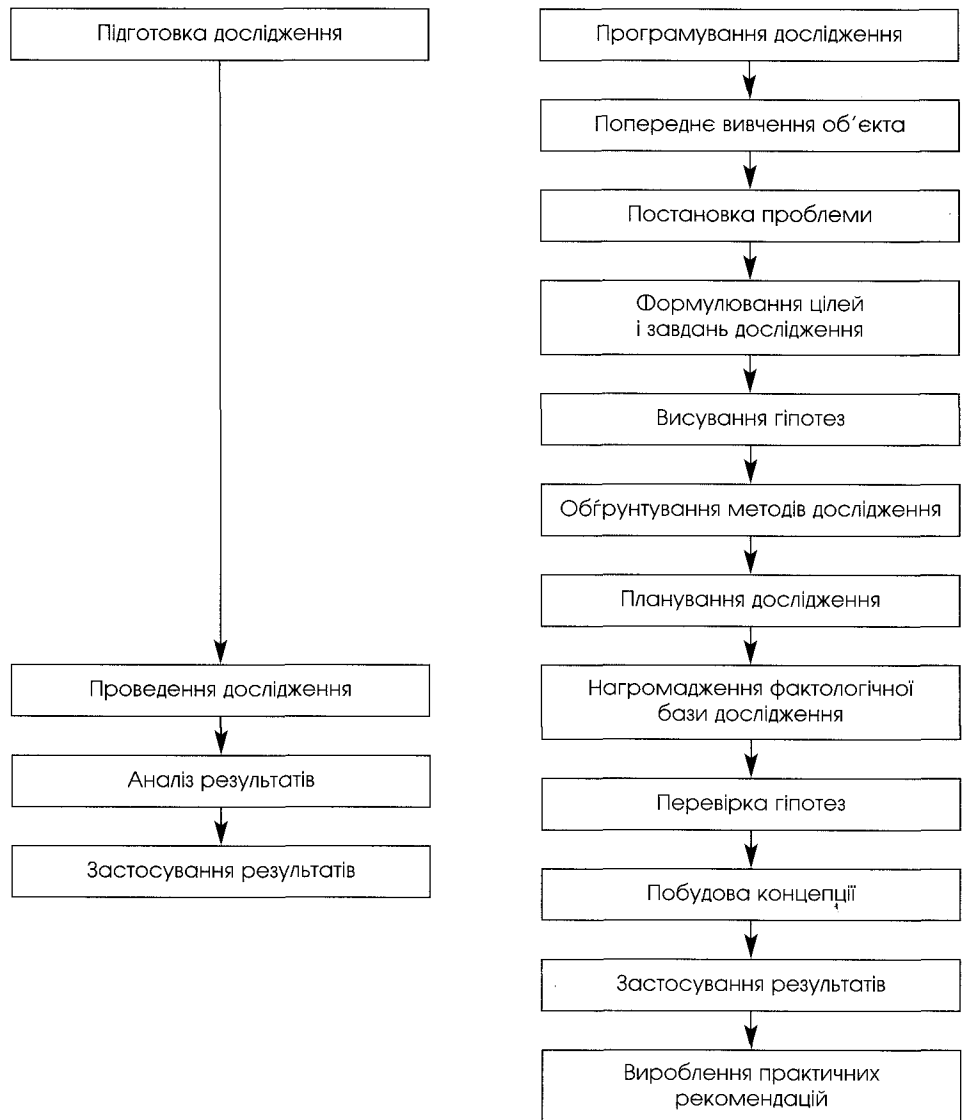 Підготовка дослідження
Проведення дослідження
Аналіз результатів
Застосування результатів
Програмування дослідження
Попереднє вивчення об'єкта
Постановка проблеми
Формулювання цілей
і завдань дослідження
Висування гіпотез
Обґрунтування методів дослідження
Планування дослідження
Нагромадження фактологічної
бази дослідження
Перевірка гіпотез
Побудова концепції
Застосування результатів
Вироблення практичних
рекомендацій